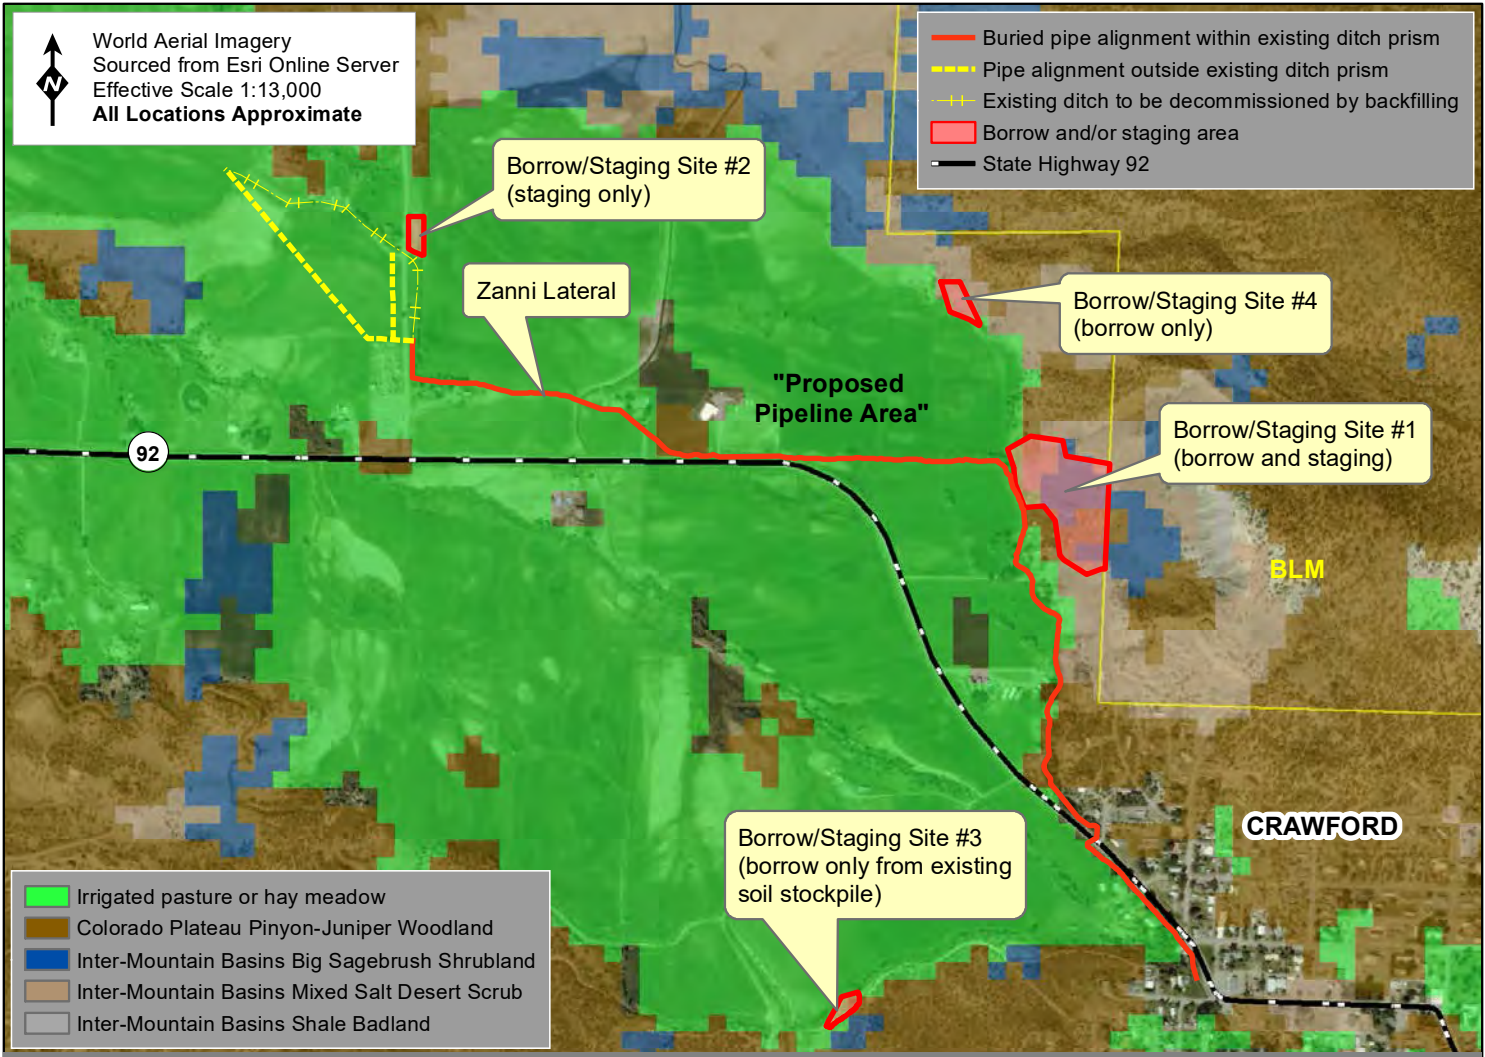 World Aerial Imagery
Sourced from Esri Online Server
Effective Scale 1:13,000
All Locations Approximate
N
Buried pipe alignment within existing ditch prism
Pipe alignment outside existing ditch prism
Existing ditch to be decommissioned by backfilling
Borrow and/or staging area
State Highway 92
Borrow/Staging Site #2
(staging only)
Zanni Lateral
Borrow/Staging Site #4
(borrow only)
"Proposed
Pipeline Area"
Borrow/Staging Site #1
(borrow and staging)
92
BLM
CRAWFORD
Borrow/Staging Site #3
(borrow only from existing
soil stockpile)
Irrigated pasture or hay meadow
Colorado Plateau Pinyon-Juniper Woodland
Inter-Mountain Basins Big Sagebrush Shrubland
Inter-Mountain Basins Mixed Salt Desert Scrub
Inter-Mountain Basins Shale Badland